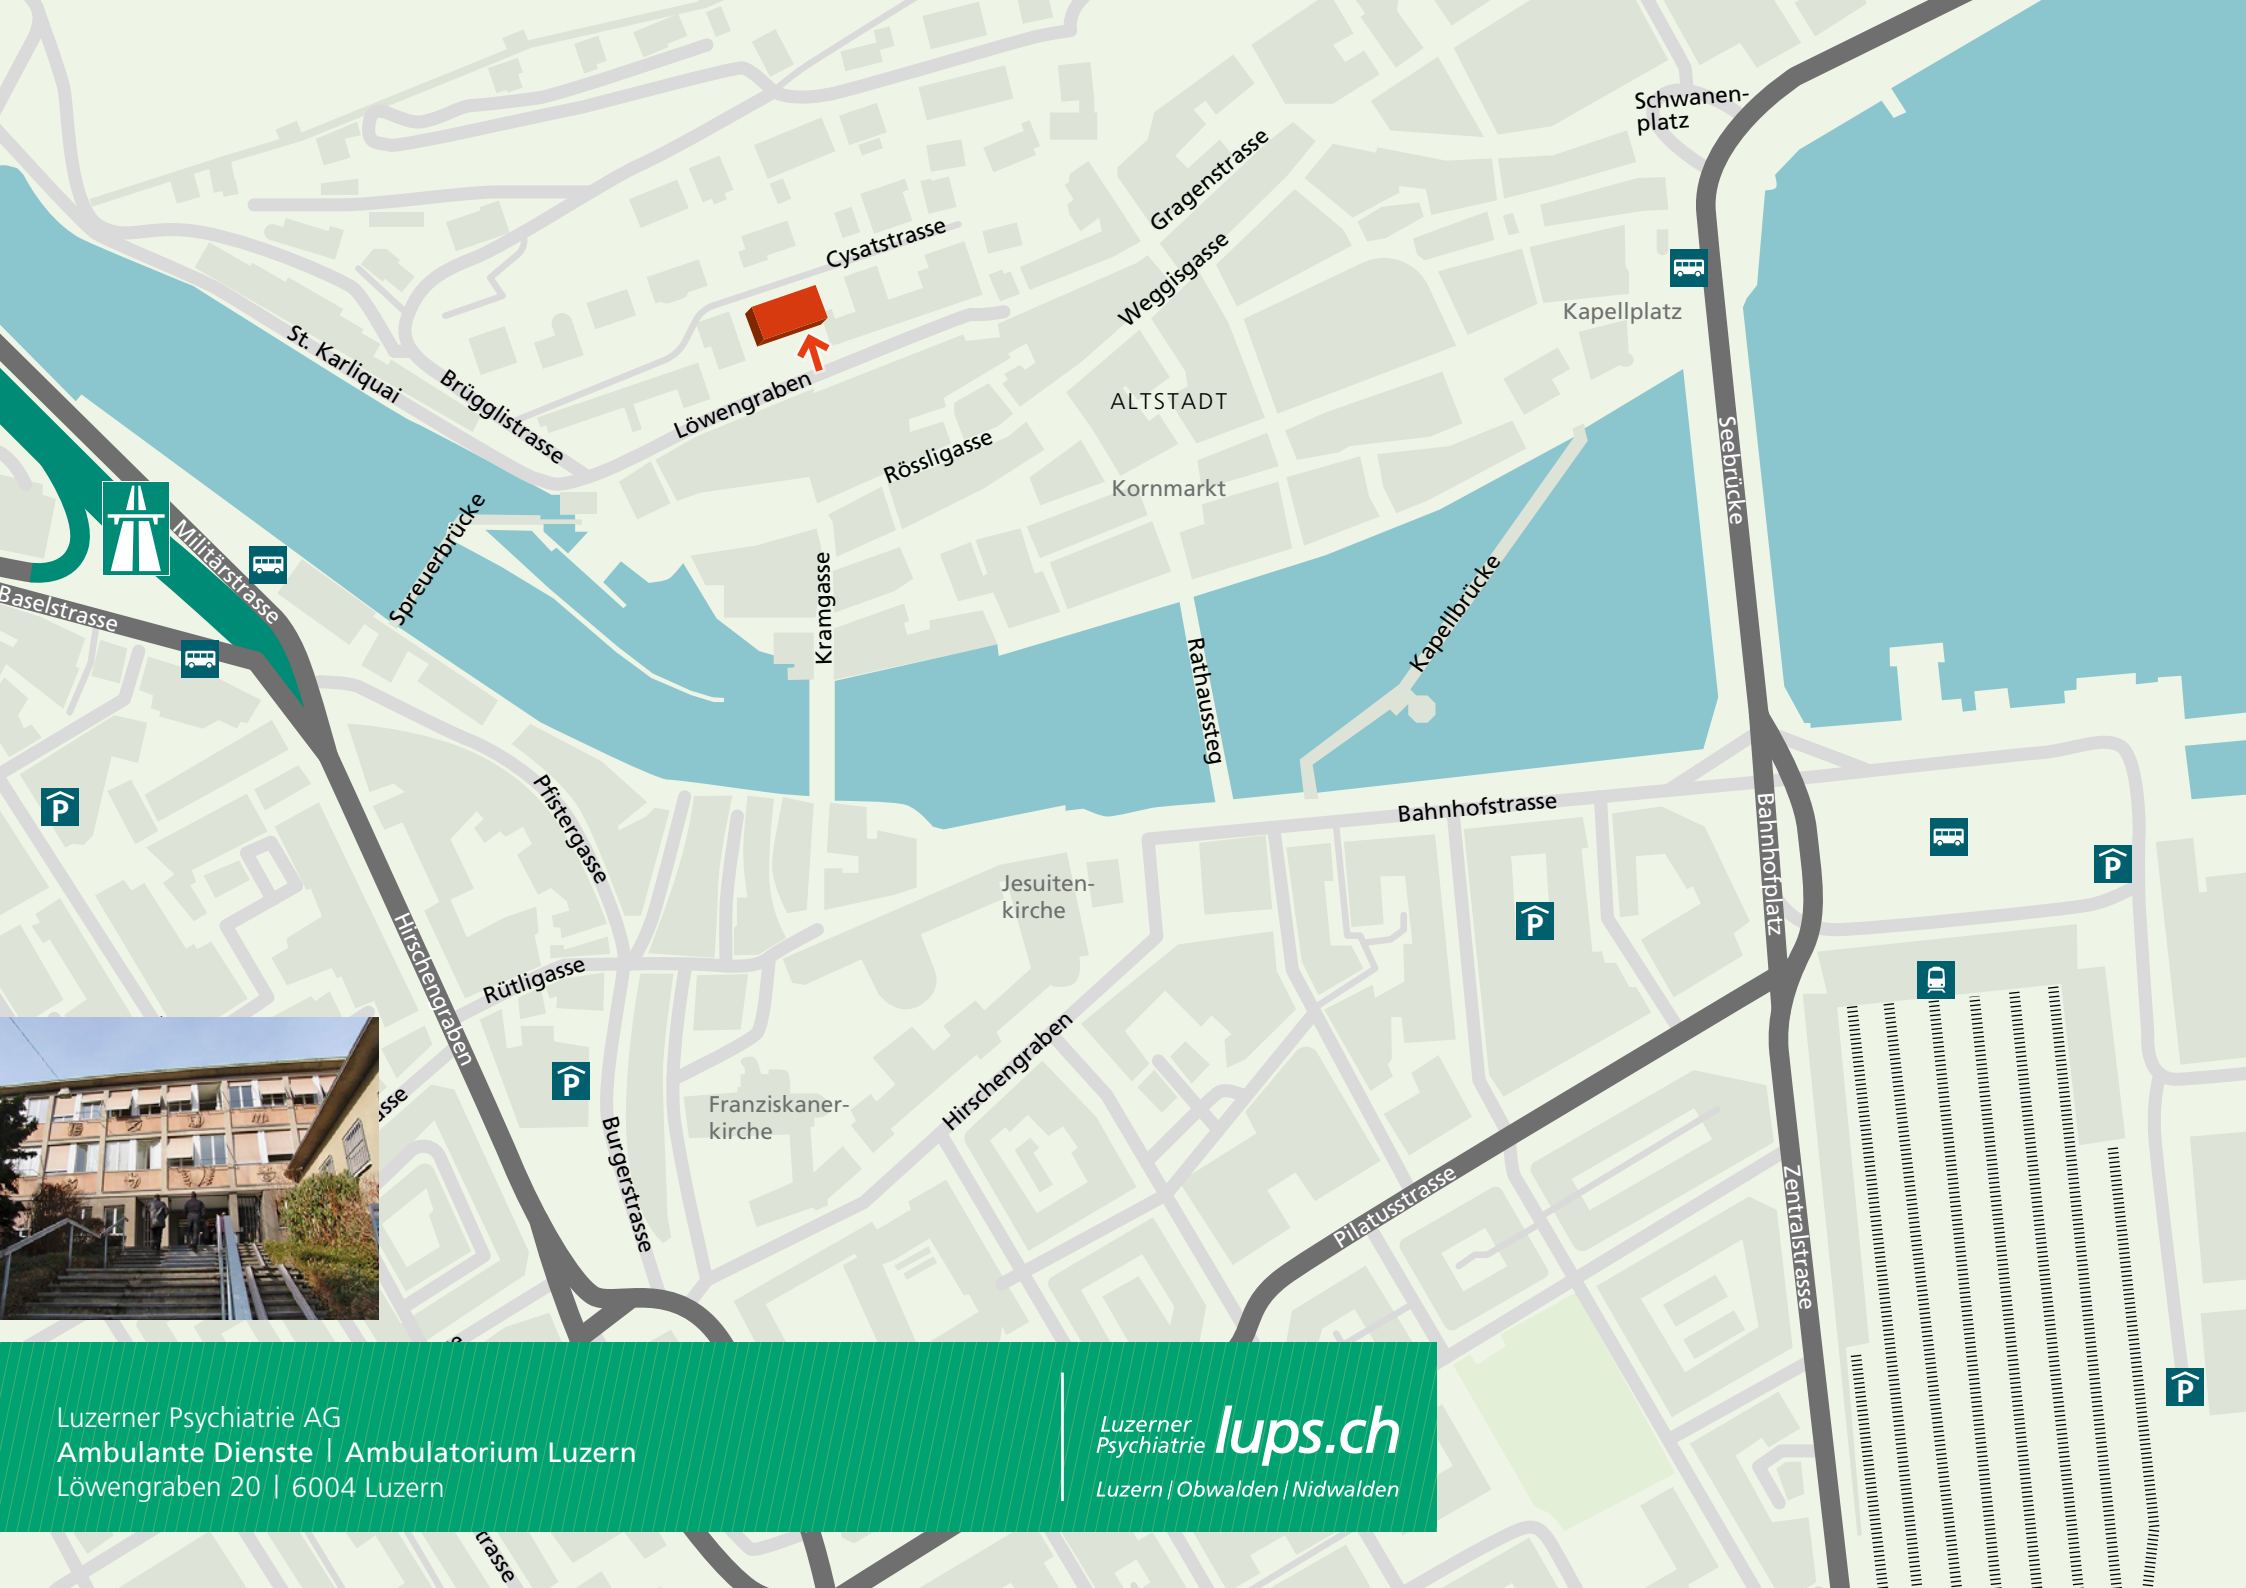 Schwanen-
platz
Gragenstrasse
Cysatstrasse
Weggisgasse
Kapellplatz
St. Karliquai
Brügglistrasse
Löwengraben
ALTSTADT
Rössligasse
Kornmarkt
Seebrücke
Spreuerbrücke
Militärstrasse
Baselstrasse
Kramgasse
Kapellbrücke
Rathaussteg
P
Pfistergasse
Bahnhofstrasse
Bahnhofplatz
P
Jesuiten-
kirche
P
Hirschengraben
Rütligasse
Hirschengraben
P
Franziskaner-
kirche
Burgerstrasse
Pilatusstrasse
Zentralstrasse
P
Luzerner Psychiatrie AG
Ambulante Dienste | Ambulatorium Luzern
Löwengraben 20 | 6004 Luzern
Luzerner
Psychiatrie lups.ch
Luzern | Obwalden | Nidwalden